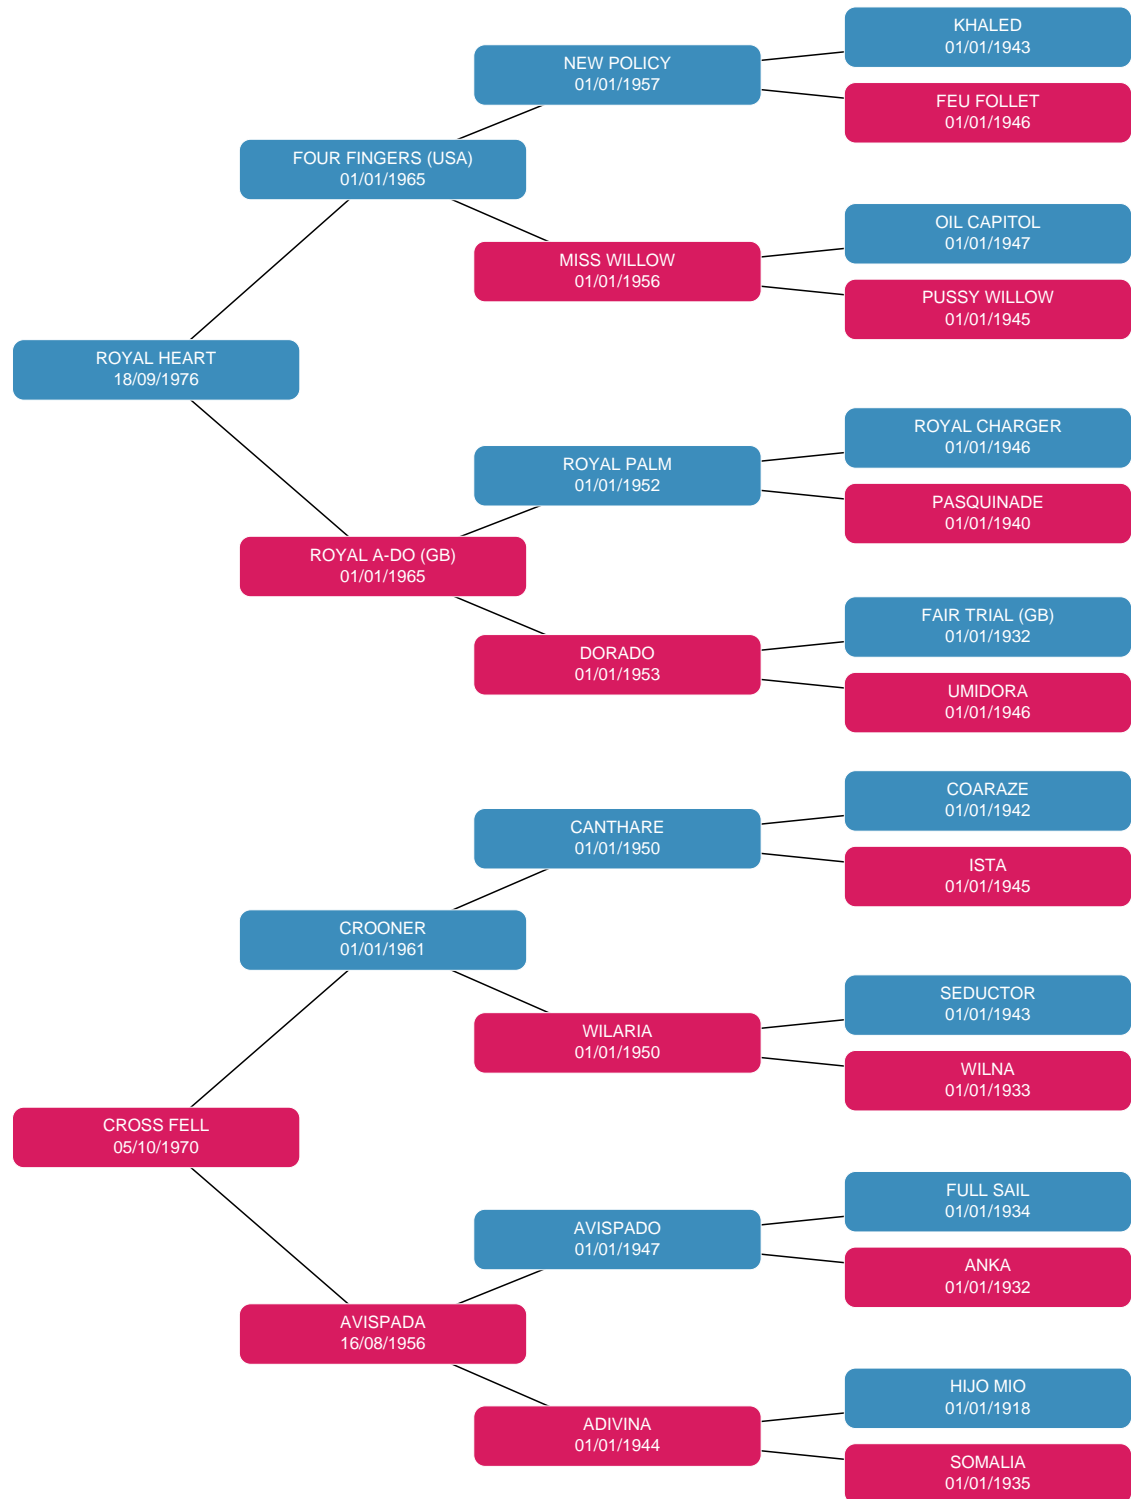 KHALED
01/01/1943
NEW POLICY
01/01/1957
FEU FOLLET
01/01/1946
FOUR FINGERS (USA)
01/01/1965
OIL CAPITOL
01/01/1947
MISS WILLOW
01/01/1956
PUSSY WILLOW
01/01/1945
ROYAL HEART
18/09/1976
ROYAL CHARGER
01/01/1946
ROYAL PALM
01/01/1952
PASQUINADE
01/01/1940
ROYAL A-DO (GB)
01/01/1965
FAIR TRIAL (GB)
01/01/1932
DORADO
01/01/1953
UMIDORA
01/01/1946
COARAZE
01/01/1942
CANTHARE
01/01/1950
ISTA
01/01/1945
CROONER
01/01/1961
SEDUCTOR
01/01/1943
WILARIA
01/01/1950
WILNA
01/01/1933
CROSS FELL
05/10/1970
FULL SAIL
01/01/1934
AVISPADO
01/01/1947
ANKA
01/01/1932
AVISPADA
16/08/1956
HIJO MIO
01/01/1918
ADIVINA
01/01/1944
SOMALIA
01/01/1935